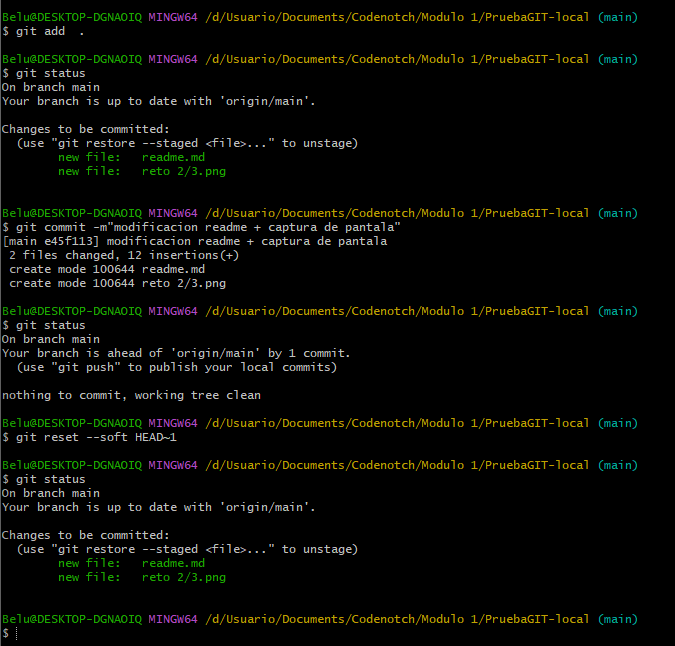 Belu@DESKTOP-DGNAOIQ MINGW64 /d/Usuario/Documents/Codenotch/Modulo 1/PruebaGIT-local (main)
$ git add  .
Belu@DESKTOP-DGNAOIQ MINGW64 /d/Usuario/Documents/Codenotch/Modulo 1/PruebaGIT-local (main)
$ git status
On branch main
Your branch is up to date with 'origin/main'.
Changes to be committed:
  (use "git restore --staged <file>..." to unstage)
        new file:   readme.md
        new file:   reto 2/3.png
Belu@DESKTOP-DGNAOIQ MINGW64 /d/Usuario/Documents/Codenotch/Modulo 1/PruebaGIT-local (main)
$ git commit -m"modificacion readme + captura de pantala"
[main e45f113] modificacion readme + captura de pantala
 2 files changed, 12 insertions(+)
 create mode 100644 readme.md
 create mode 100644 reto 2/3.png
Belu@DESKTOP-DGNAOIQ MINGW64 /d/Usuario/Documents/Codenotch/Modulo 1/PruebaGIT-local (main)
$ git status
On branch main
Your branch is ahead of 'origin/main' by 1 commit.
  (use "git push" to publish your local commits)
nothing to commit, working tree clean
Belu@DESKTOP-DGNAOIQ MINGW64 /d/Usuario/Documents/Codenotch/Modulo 1/PruebaGIT-local (main)
$ git reset --soft HEAD~1
Belu@DESKTOP-DGNAOIQ MINGW64 /d/Usuario/Documents/Codenotch/Modulo 1/PruebaGIT-local (main)
$ git status
On branch main
Your branch is up to date with 'origin/main'.
Changes to be committed:
  (use "git restore --staged <file>..." to unstage)
        new file:   readme.md
        new file:   reto 2/3.png
Belu@DESKTOP-DGNAOIQ MINGW64 /d/Usuario/Documents/Codenotch/Modulo 1/PruebaGIT-local (main)
$